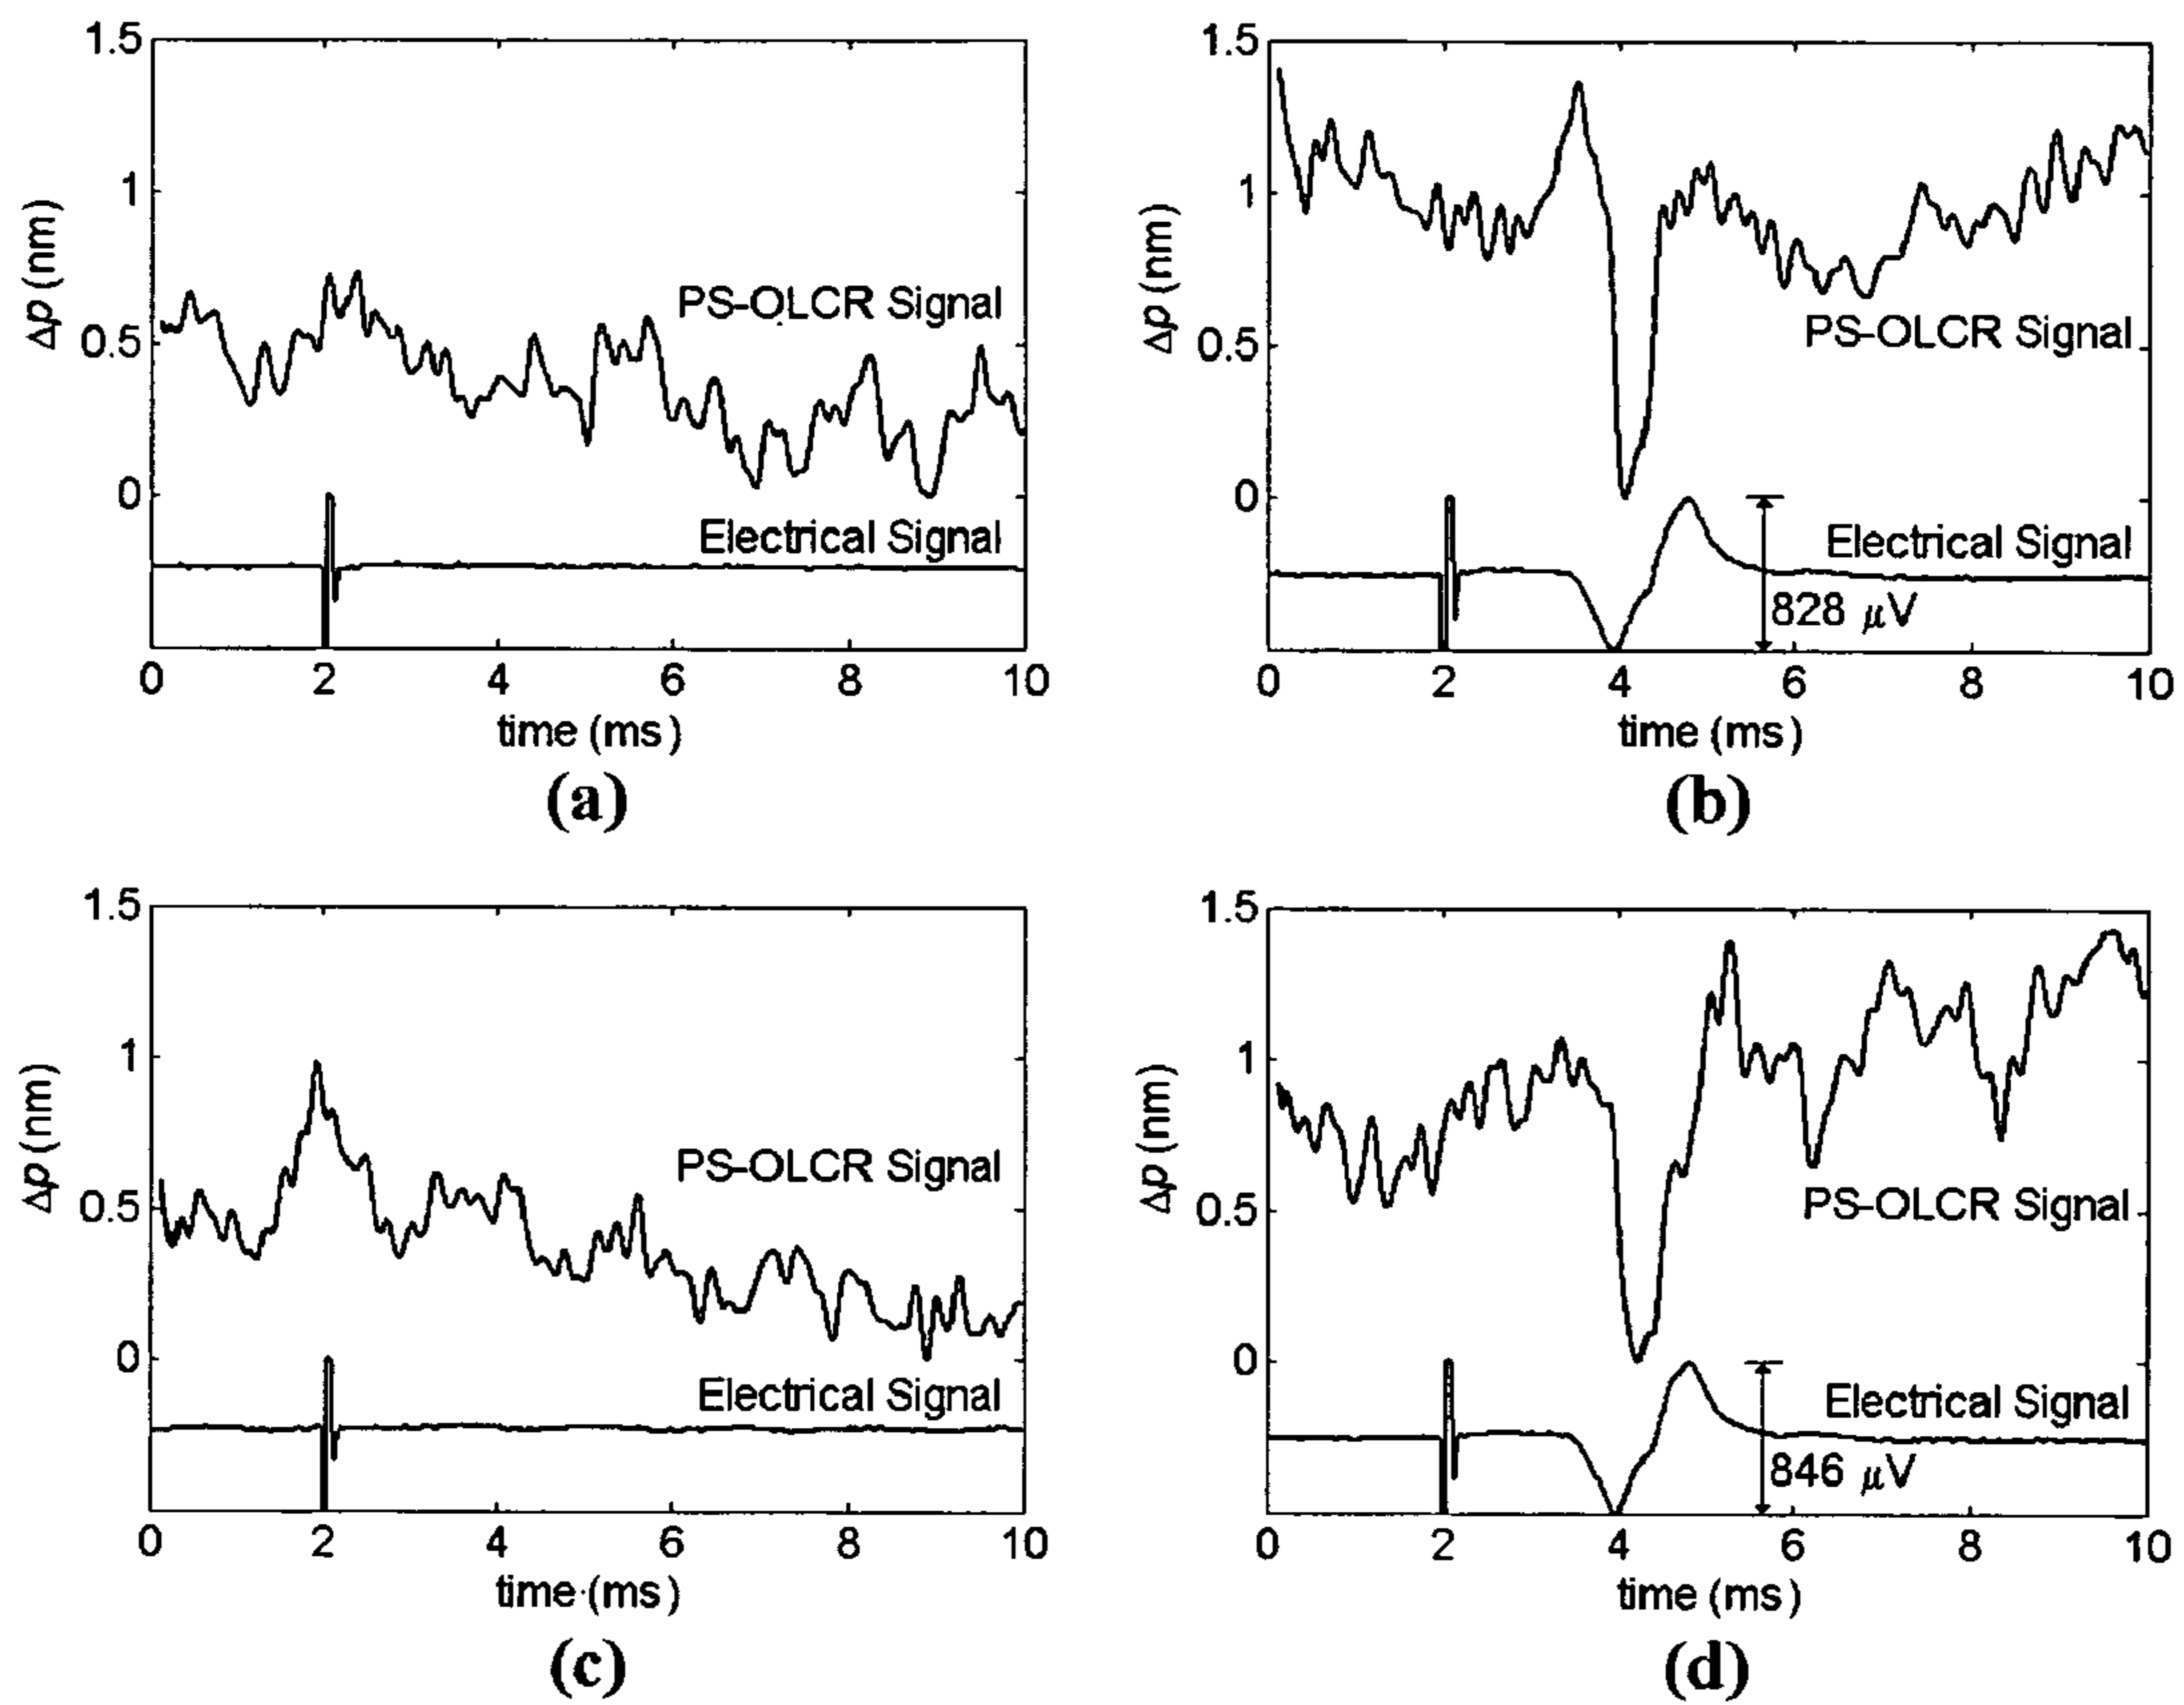 1.5
1
0.5
0
Δp (nm)
PS-OLCR Signal
Electrical Signal
0 2 4 6 8 10
time (ms)
(a)
1.5
1
0.5
0
Δp (nm)
PS-OLCR Signal
Electrical Signal
828 μV
0 2 4 6 8 10
time (ms)
(b)
1.5
1
0.5
0
Δp (nm)
PS-OLCR Signal
Electrical Signal
0 2 4 6 8 10
time (ms)
(c)
1.5
1
0.5
0
Δp (nm)
PS-OLCR Signal
Electrical Signal
846 μV
0 2 4 6 8 10
time (ms)
(d)